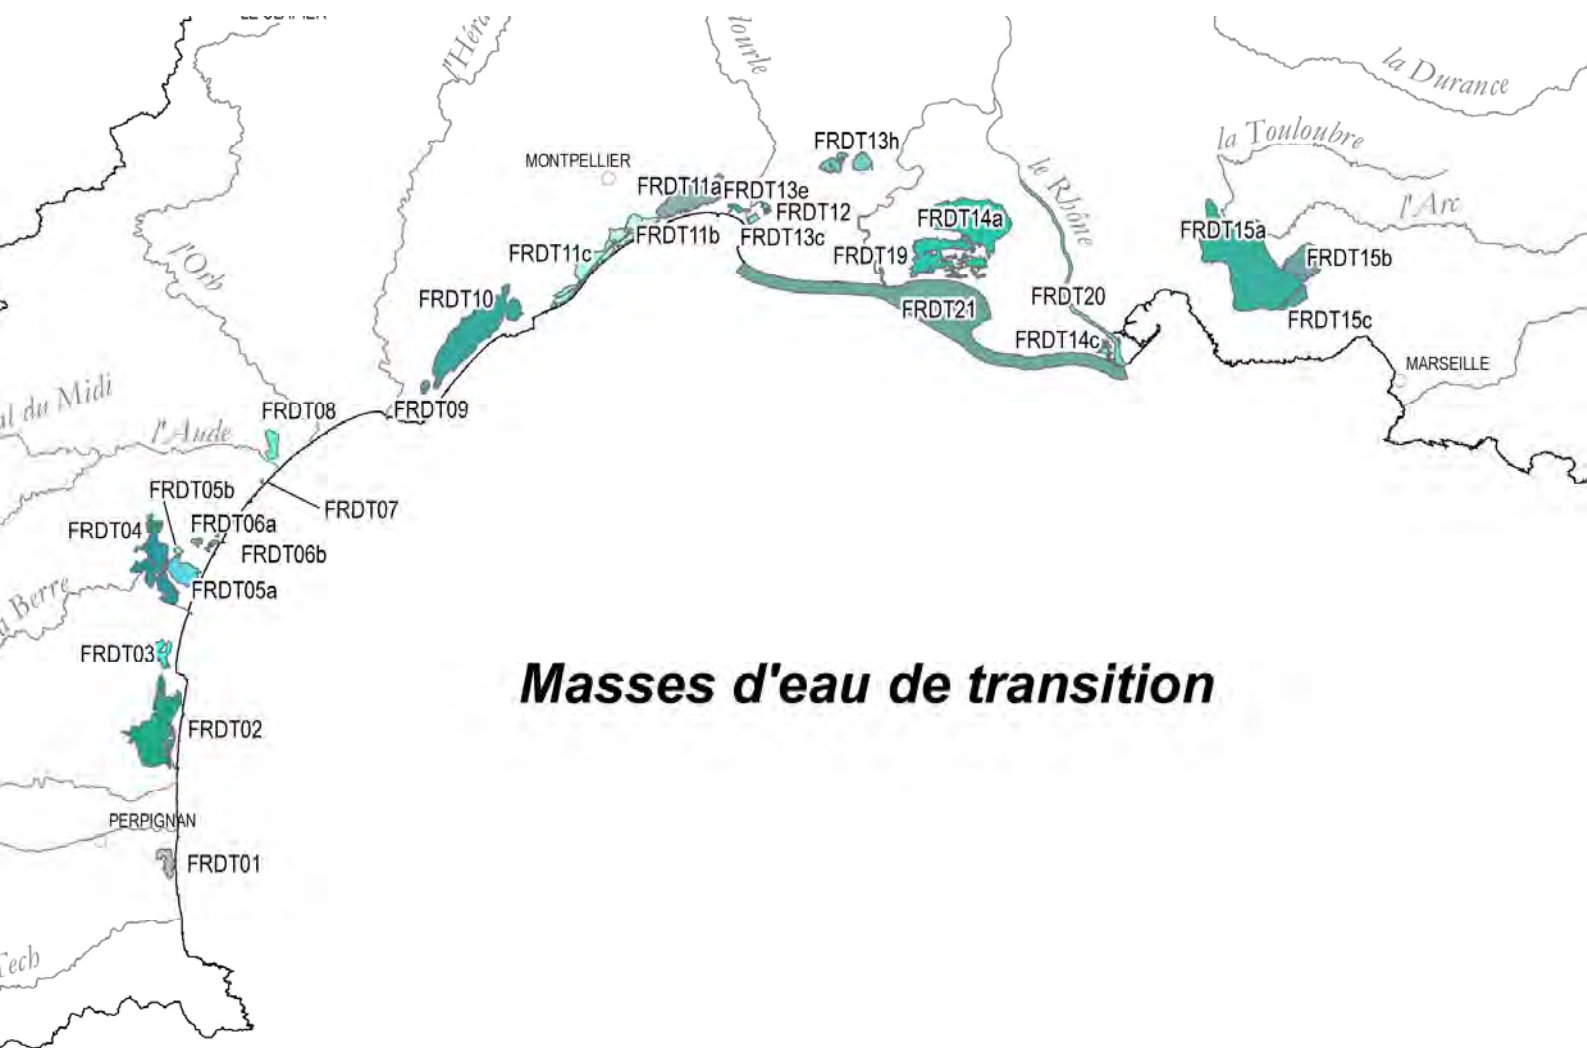 l'Héra
la Durance
la Touloubre
FRDT13h
MONTPELLIER
le Rhône
FRDT11a
FRDT13e
l'Arc
FRDT12
FRDT14a
FRDT15a
FRDT11b
FRDT13c
l'Orb
FRDT11c
FRDT19
FRDT15b
FRDT10
FRDT20
FRDT21
FRDT15c
FRDT14c
MARSEILLE
al du Midi
FRDT08
FRDT09
l'Aude
FRDT05b
FRDT07
FRDT04
FRDT06a
FRDT06b
FRDT05a
Berre
FRDT03
Masses d'eau de transition
FRDT02
PERPIGNAN
FRDT01
Tech